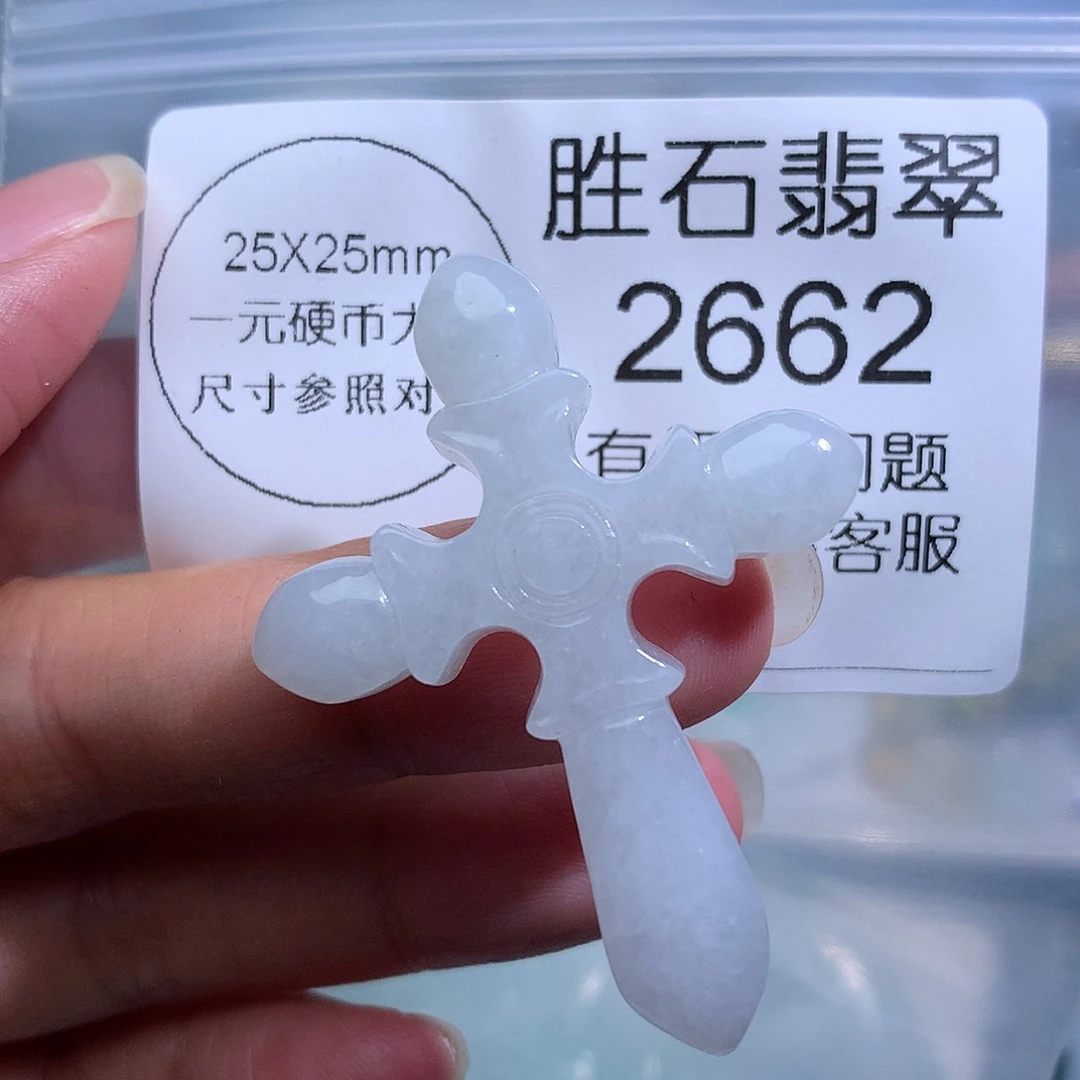 25X25mm
一元硬币
尺寸参照对
胜石翡翠
2662
有 问题
客服